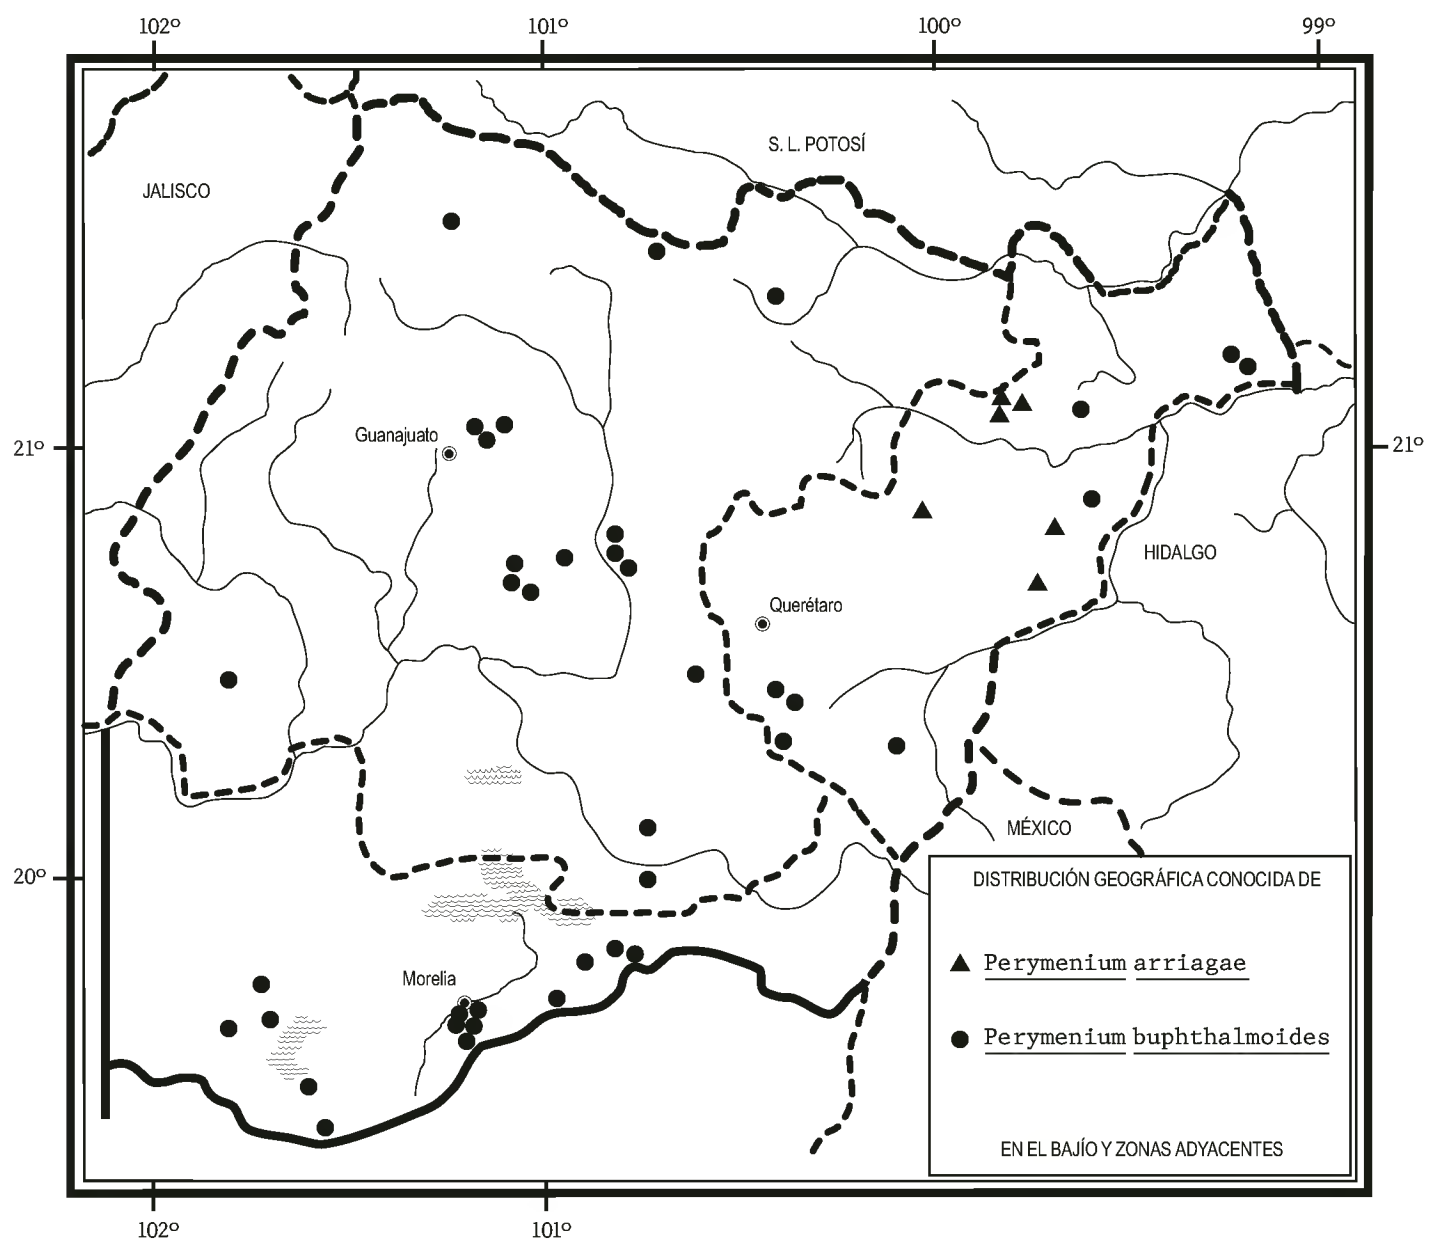 102º 101º 100º 99º
S. L. POTOSÍ
JALISCO
Guanajuato
21º 21º
HIDALGO
Querétaro
MÉXICO
20º
DISTRIBUCIÓN GEOGRÁFICA CONOCIDA DE
Perymenium arriagae
Morelia
Perymenium buphthalmoides
EN EL BAJÍO Y ZONAS ADYACENTES
102º 101º